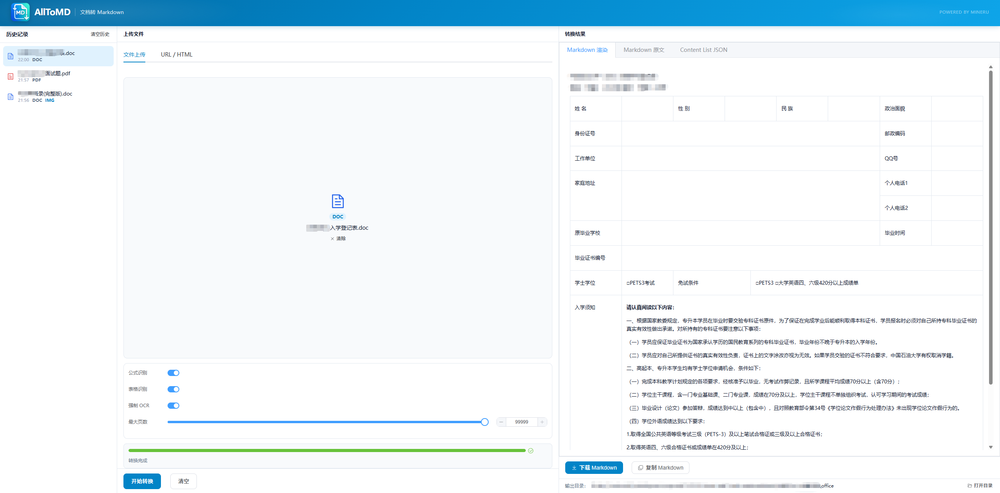 MD
AllToMD
文档转 Markdown
POWERED BY MINERU
历史记录
清空历史
.doc
22:00 DOC
面试题.pdf
21:57 PDF
录(完整版).doc
21:56 DOC IMG
上传文件
文件上传
URL / HTML
DOC
入学登记表.doc
× 清除
公式识别
表格识别
强制 OCR
最大页数
99999
转换完成
开始转换
清空
转换结果
Markdown 渲染
Markdown 原文
Content List JSON
姓 名
性 别
民 族
政治面貌
身份证号
邮政编码
工作单位
QQ号
家庭地址
个人电话1
个人电话2
原毕业学校
毕业时间
毕业证书编号
学士学位
□PETS3考试
免试条件
□PETS3 □大学英语四、六级420分以上成绩单
入学须知
请认真阅读以下内容：
一、根据国家教委规定，专升本学员在毕业时要交验专科证书原件，为了保证在完成学业后能顺利取得本科证书，学员报名时必须对自己所持专科毕业证书的
真实有效性做出承诺。对所持有的专科证书要注意以下事项：
（一）学员应保证毕业证书为国家承认学历的国民教育系列的专科毕业证书，毕业年份不晚于专升本的入学年份。
（二）学员应对自己所提供证书的真实有效性负责，证书上的文字涂改亦视为无效。如果学员交验的证书不符合要求，中国石油大学有权取消学籍。
二、高起本、专升本学生均有学士学位申请机会，条件如下：
（一）完成本科教学计划规定的各项要求，经核准予以毕业，无考试作弊记录，且所学课程平均成绩70分以上（含70分）；
（二）学位主干课程，含一门专业基础课、二门专业课，成绩在70分及以上，学位主干课程不单独组织考试，认可学习期间的考试成绩；
（三）毕业设计（论文）参加答辩，成绩达到中以上（包含中），且对照教育部令第34号《学位论文作假行为处理办法》未出现学位论文作假行为的。
（四）学位外语成绩达到以下要求：
1.取得全国公共英语等级考试三级（PETS-3）及以上笔试合格证或三级及以上合格证书；
2.取得英语四、六级合格证书或成绩单在420分及以上；
下载 Markdown
复制 Markdown
输出目录：
\office
打开目录